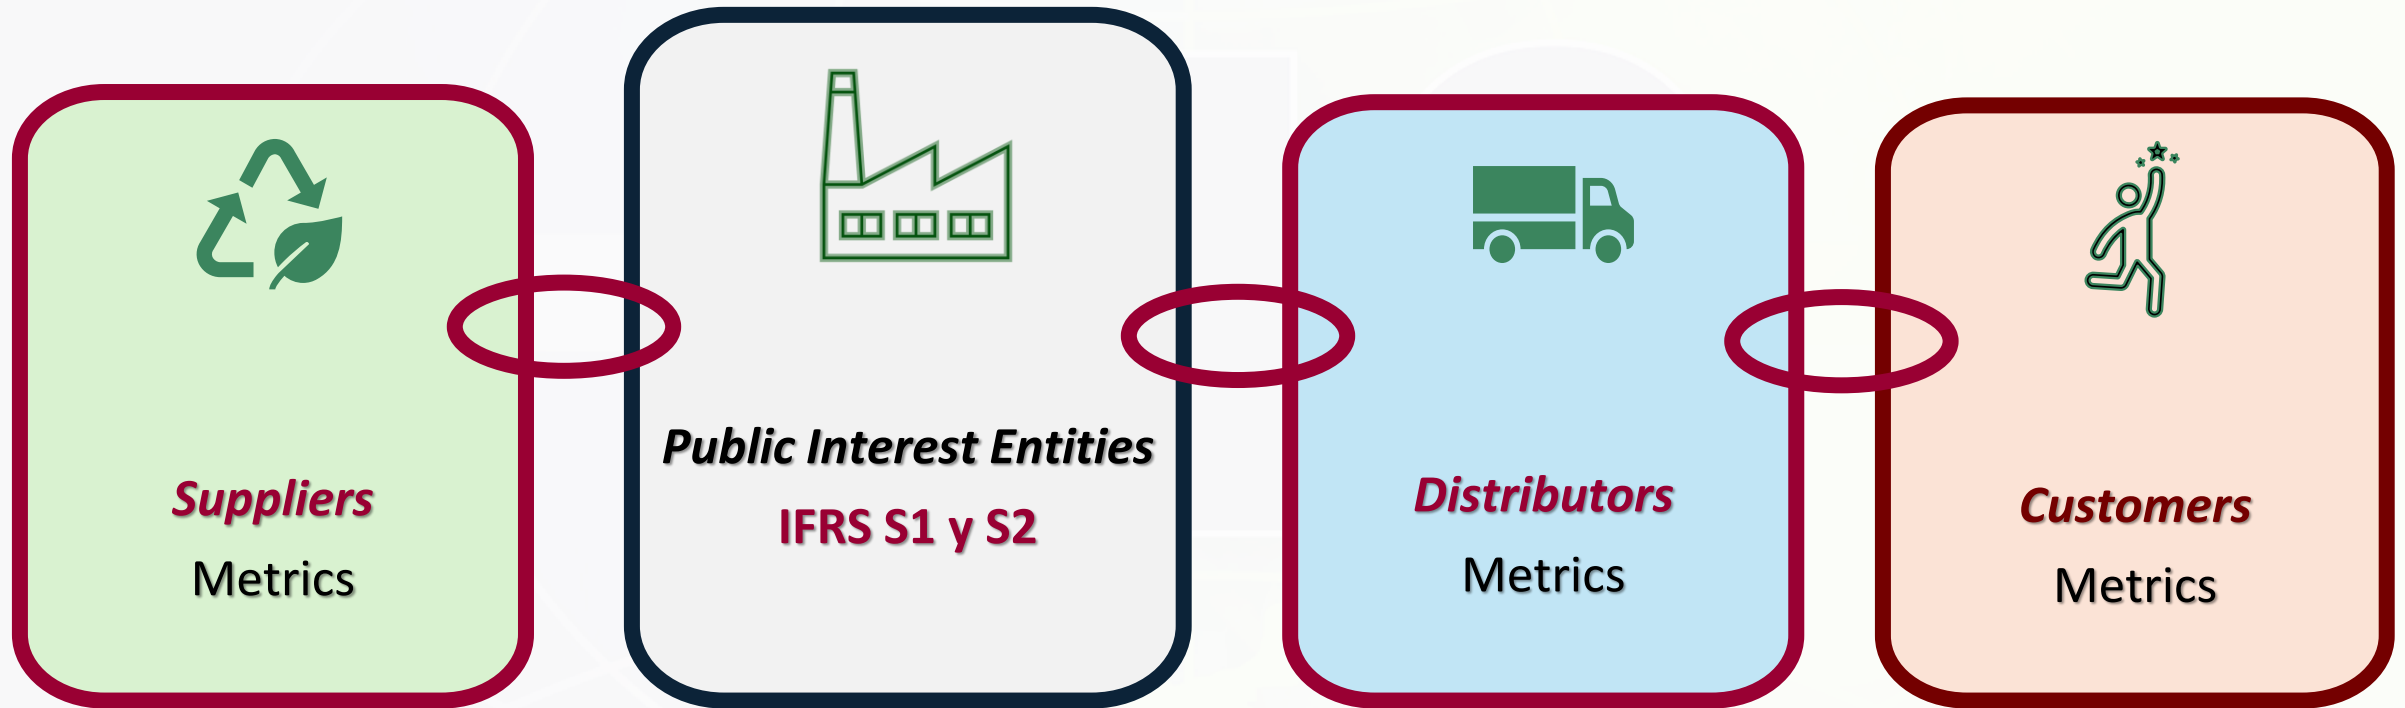 Suppliers
Metrics
Public Interest Entities
IFRS S1 y S2
Distributors
Metrics
Customers
Metrics